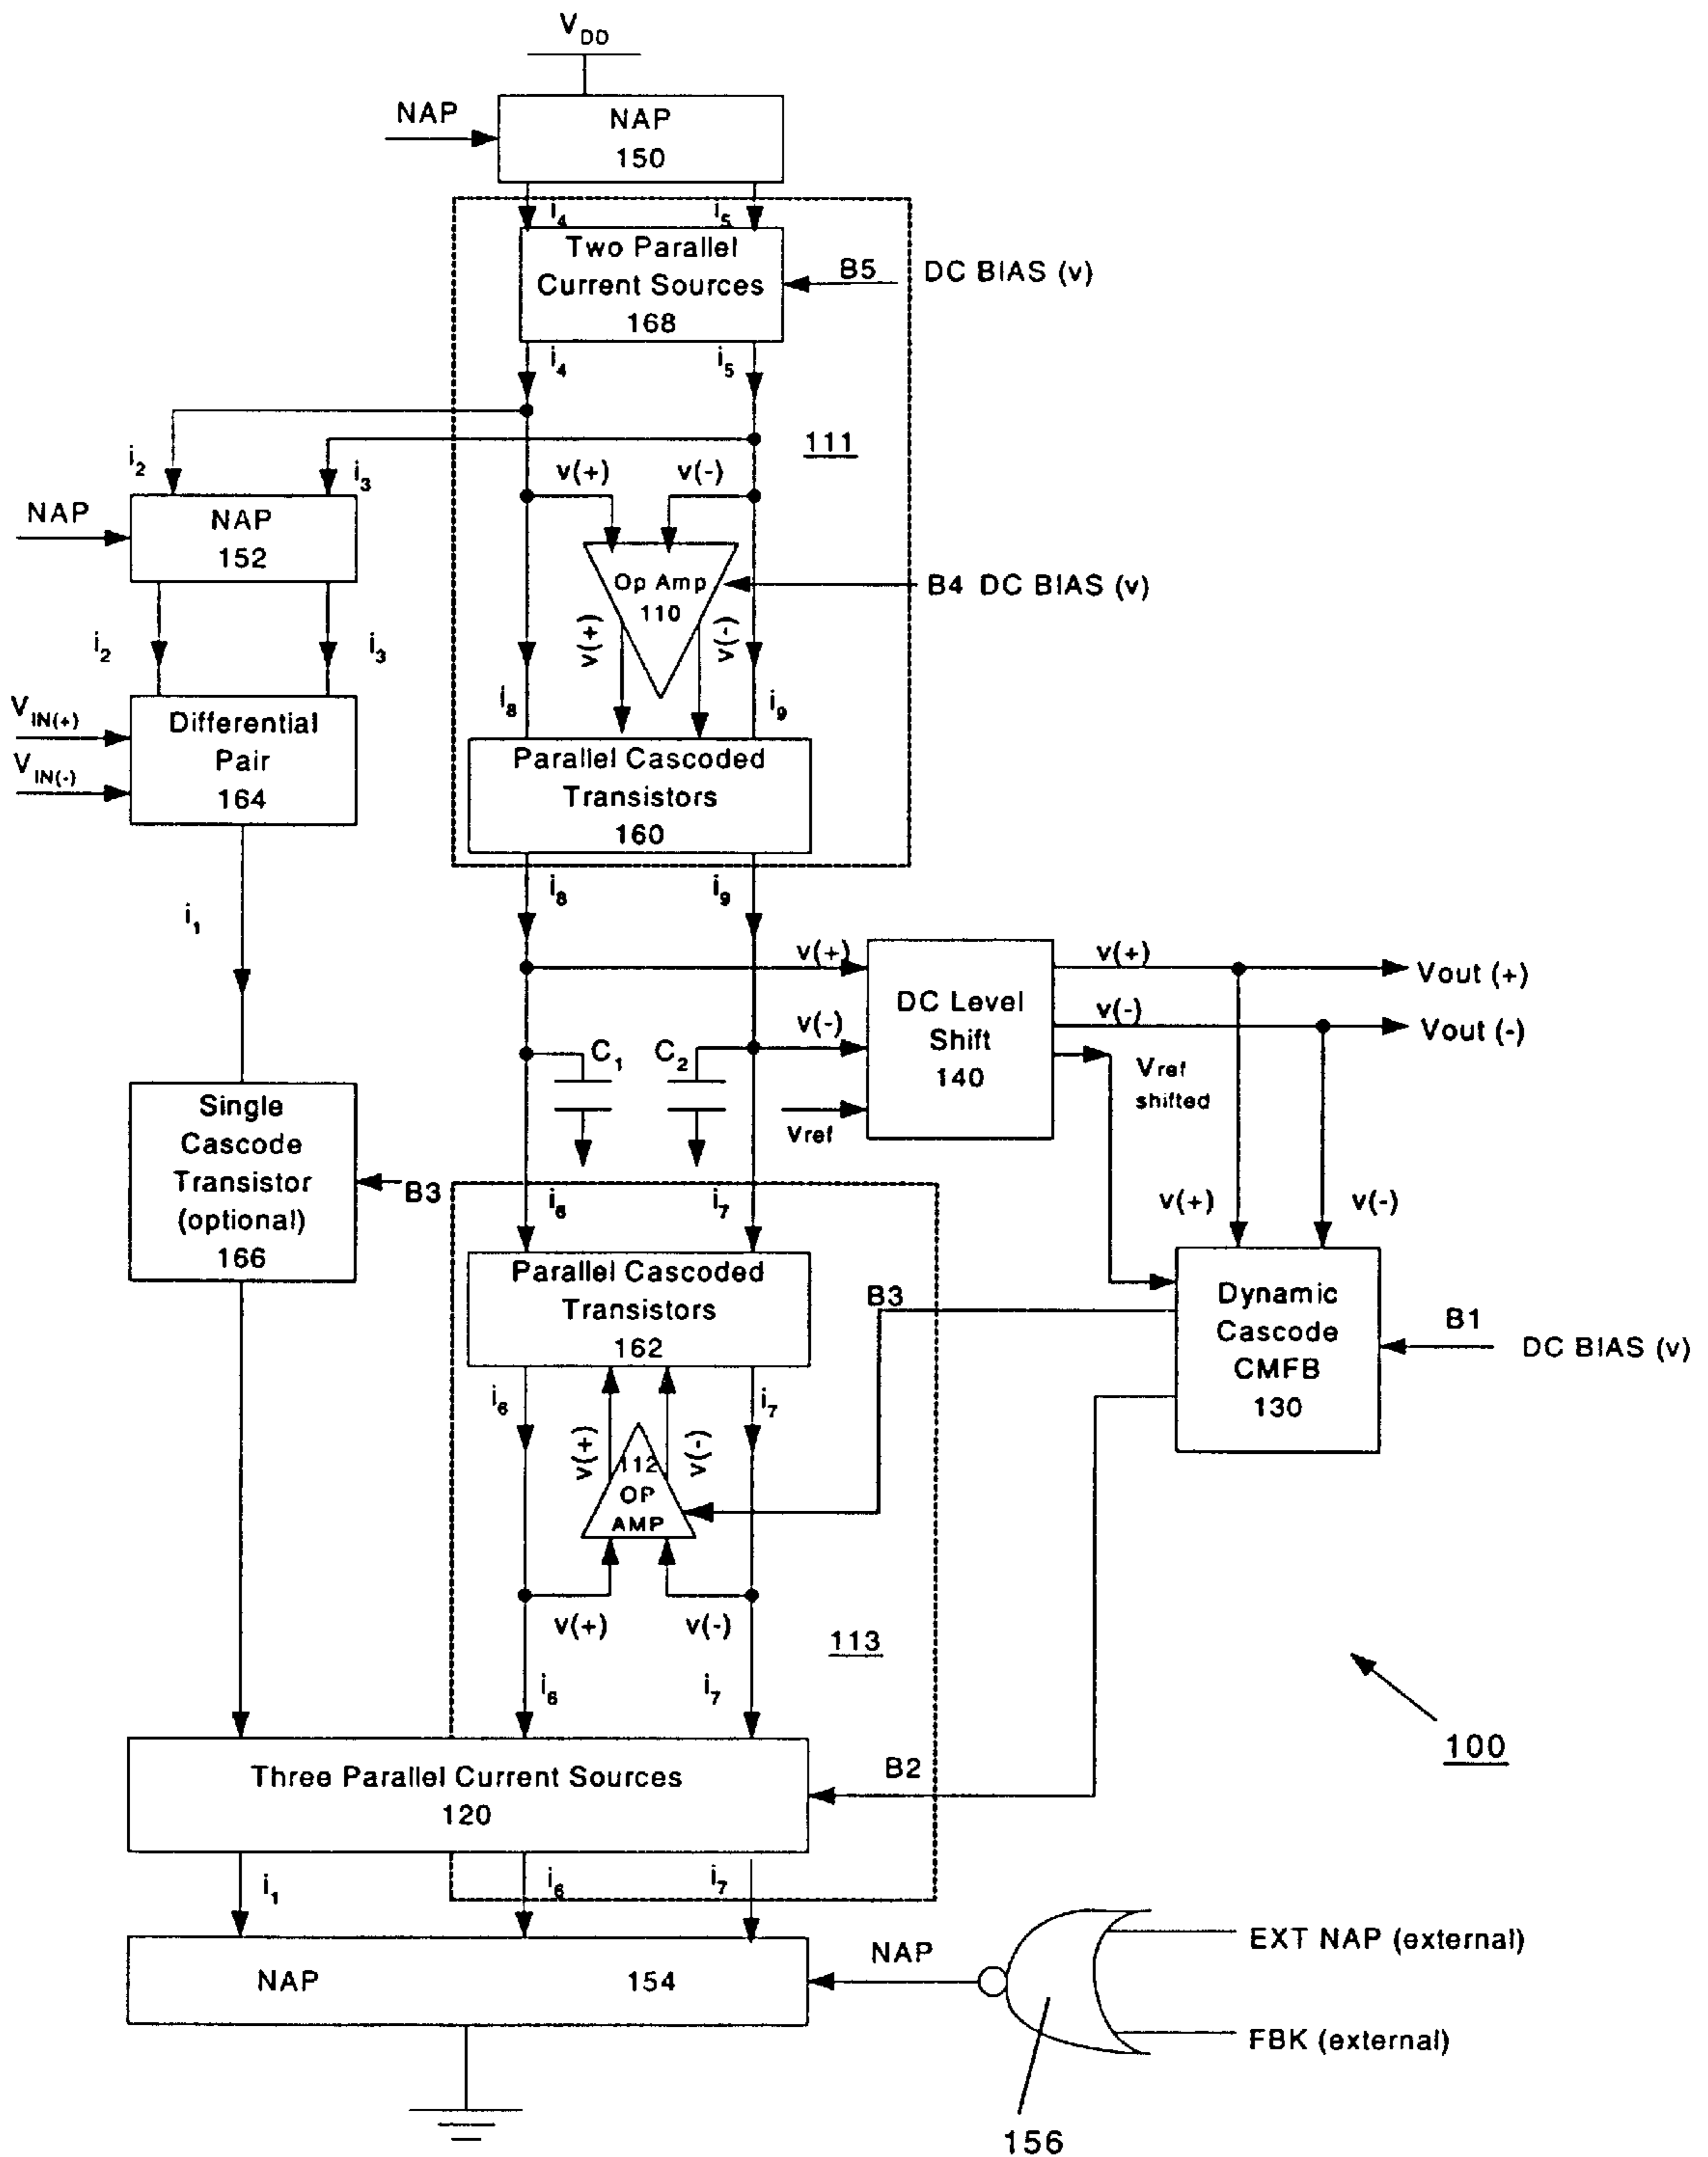 V DD
NAP
NAP
150
i4
i5
Two Parallel
Current Sources
168
B5
DC BIAS (v)
i4
i5
111
i2
i3
v(+)
v(-)
NAP
NAP
152
Op Amp
110
B4 DC BIAS (v)
v(+)
v(-)
i2
i3
i8
i9
VIN(+)
VIN(-)
Differential
Pair
164
Parallel Cascoded
Transistors
160
i8
i9
i1
v(+)
v(-)
DC Level
Shift
140
v(+)
v(-)
Vout (+)
Vout (-)
C1
C2
Vref
Vref
shifted
Single
Cascode
Transistor
(optional)
166
B3
i6
i7
v(+)
v(-)
Parallel Cascoded
Transistors
162
B3
Dynamic
Cascode
CMFB
130
B1
DC BIAS (v)
i6
i7
v(+)
v(-)
112
OP
AMP
v(+)
v(-)
113
i6
i7
100
Three Parallel Current Sources
120
B2
i1
i6
i7
NAP
154
NAP
EXT NAP (external)
FBK (external)
156